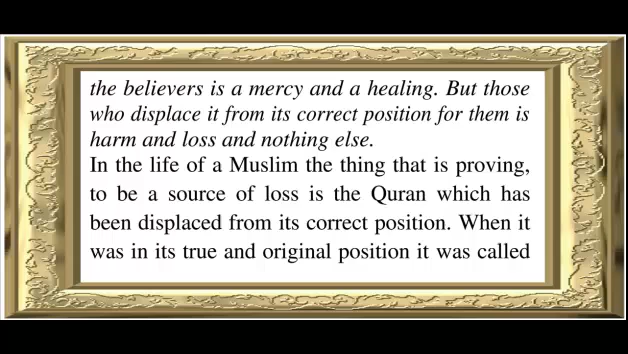 the believers is a mercy and a healing. But those
who displace it from its correct position for them is
harm and loss and nothing else.
In the life of a Muslim the thing that is proving,
to be a source of loss is the Quran which has
been displaced from its correct position. When it
was in its true and original position it was called